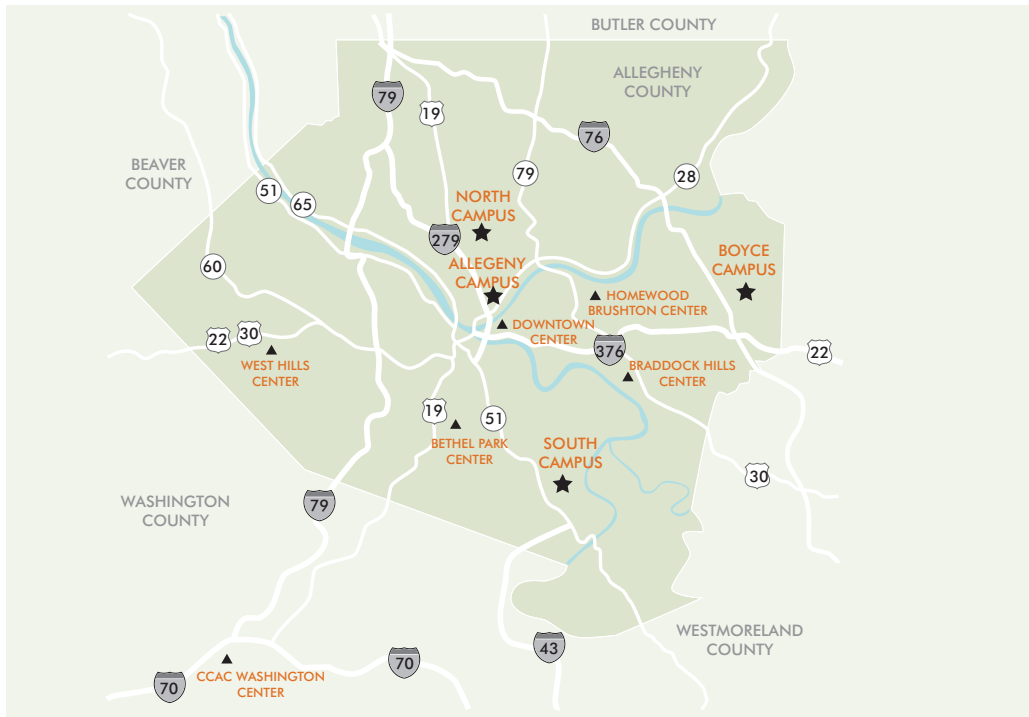 BUTLER COUNTY
ALLEGHENY
COUNTY
79
19
76
BEAVER
COUNTY
79
28
51
65
NORTH
CAMPUS
279
BOYCE
CAMPUS
ALLEGENY
CAMPUS
60
HOMEWOOD
BRUSHTON CENTER
DOWNTOWN
CENTER
22
30
376
22
WEST HILLS
CENTER
BRADDOCK HILLS
CENTER
19
51
BETHEL PARK
CENTER
SOUTH
CAMPUS
30
WASHINGTON
COUNTY
79
WESTMORELAND
COUNTY
43
70
CCAC WASHINGTON
CENTER
70